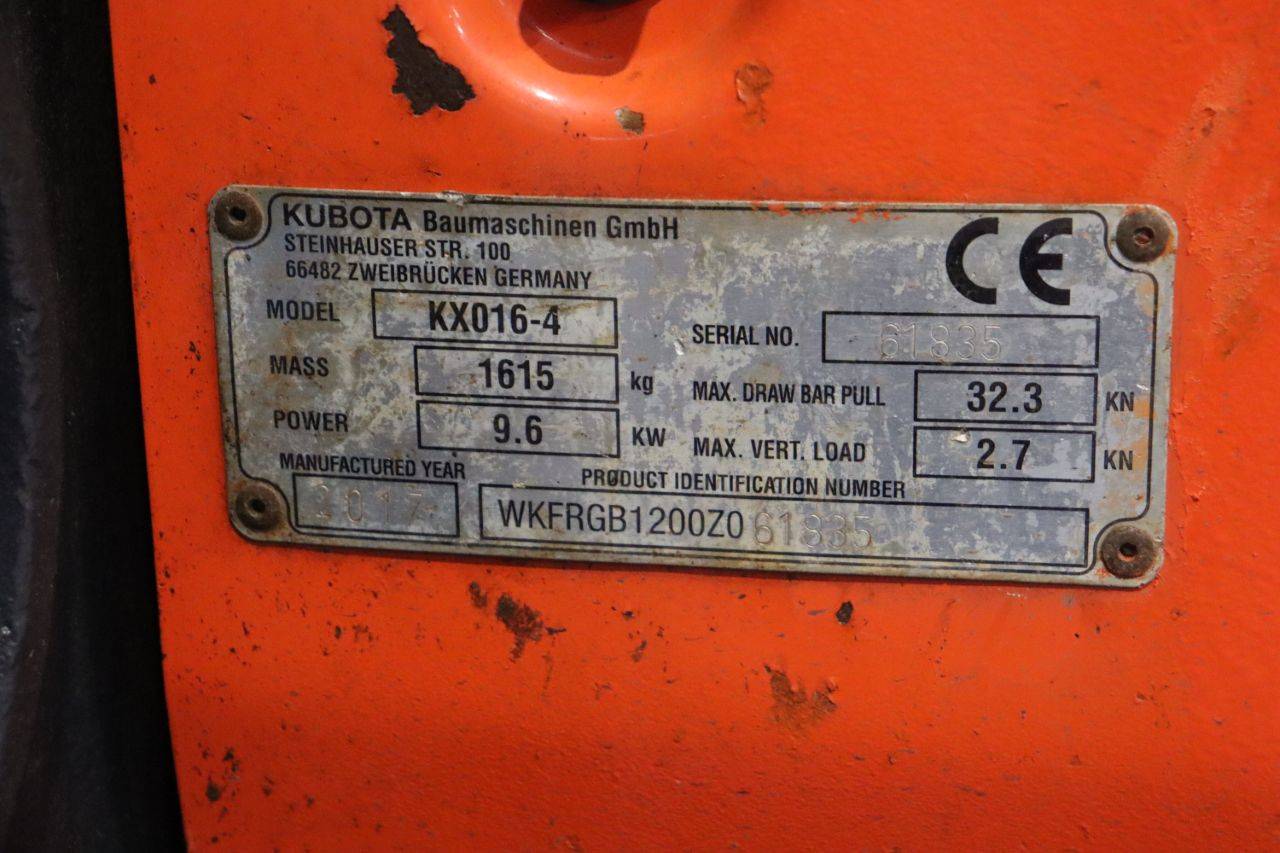 KUBOTA Baumaschinen GmbH
STEINHAUSER STR. 100
66482 ZWEIBRÜCKEN GERMANY
CE
MODEL KX016-4
SERIAL NO. 61835
MASS 1615 kg
MAX. DRAW BAR PULL 32.3 KN
POWER 9.6 KW
MAX. VERT. LOAD 2.7 KN
MANUFACTURED YEAR
2017
PRODUCT IDENTIFICATION NUMBER
WKFRGB1200Z061835